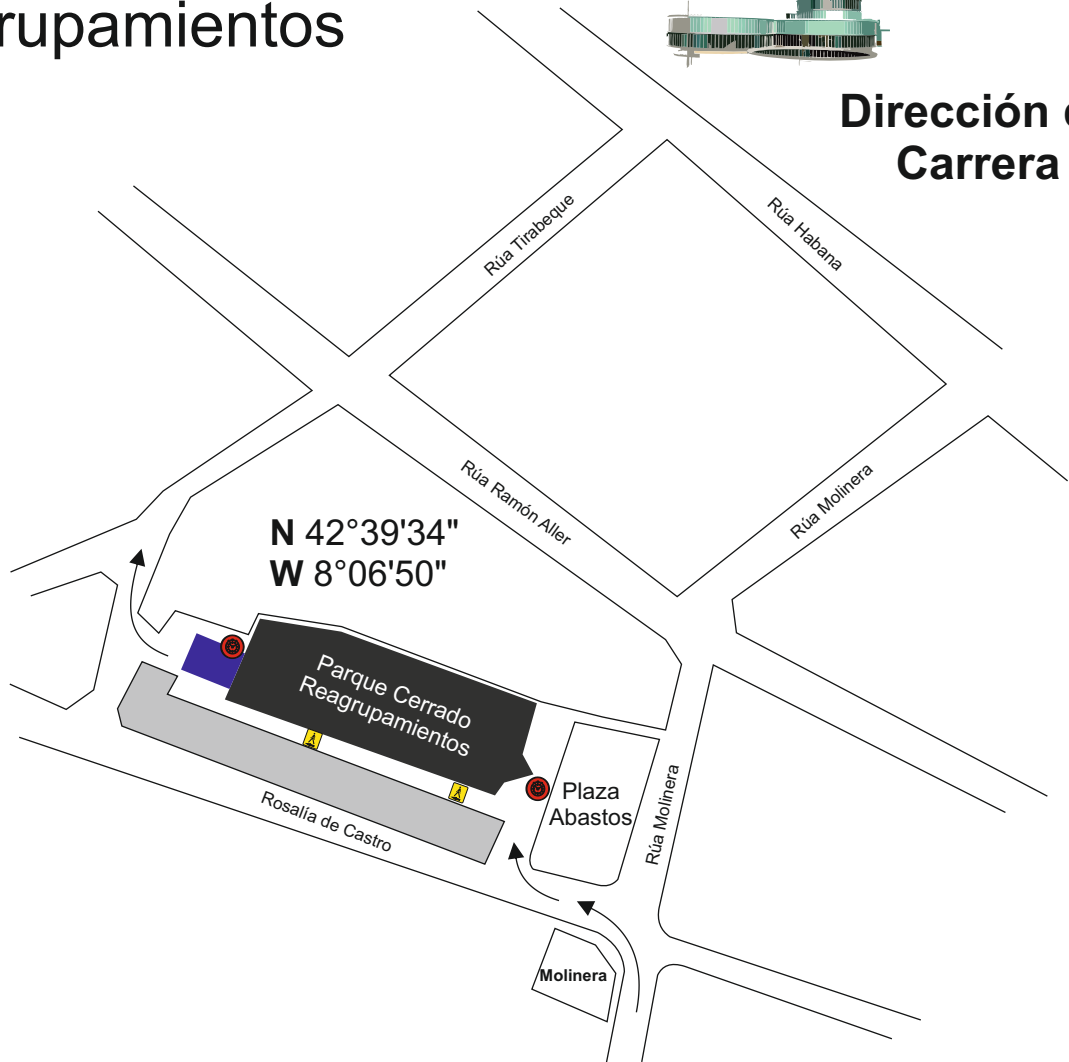 rupamientos
Dirección
Carrera
Rúa Tirabeque
Rúa Habana
Rúa Ramón Aller
Rúa Molinera
N 42°39'34"
W 8°06'50"
Parque Cerrado
Reagrupamientos
Plaza
Abastos
Rúa Molinera
Rosalía de Castro
Molinera